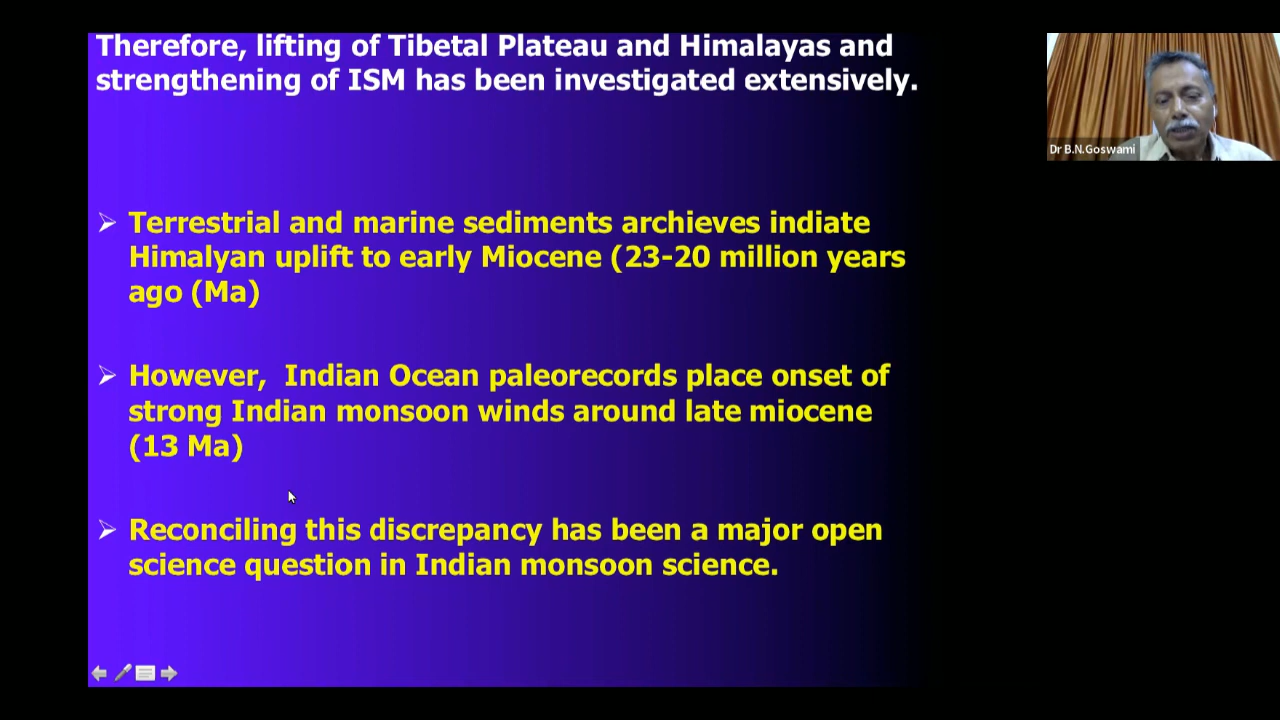 Therefore, lifting of Tibetal Plateau and Himalayas and
strengthening of ISM has been investigated extensively.
Dr B.N.Goswami
➢ Terrestrial and marine sediments archieves indiate
Himalyan uplift to early Miocene (23-20 million years
ago (Ma)
➢ However,  Indian Ocean paleorecords place onset of
strong Indian monsoon winds around late miocene
(13 Ma)
➢ Reconciling this discrepancy has been a major open
science question in Indian monsoon science.